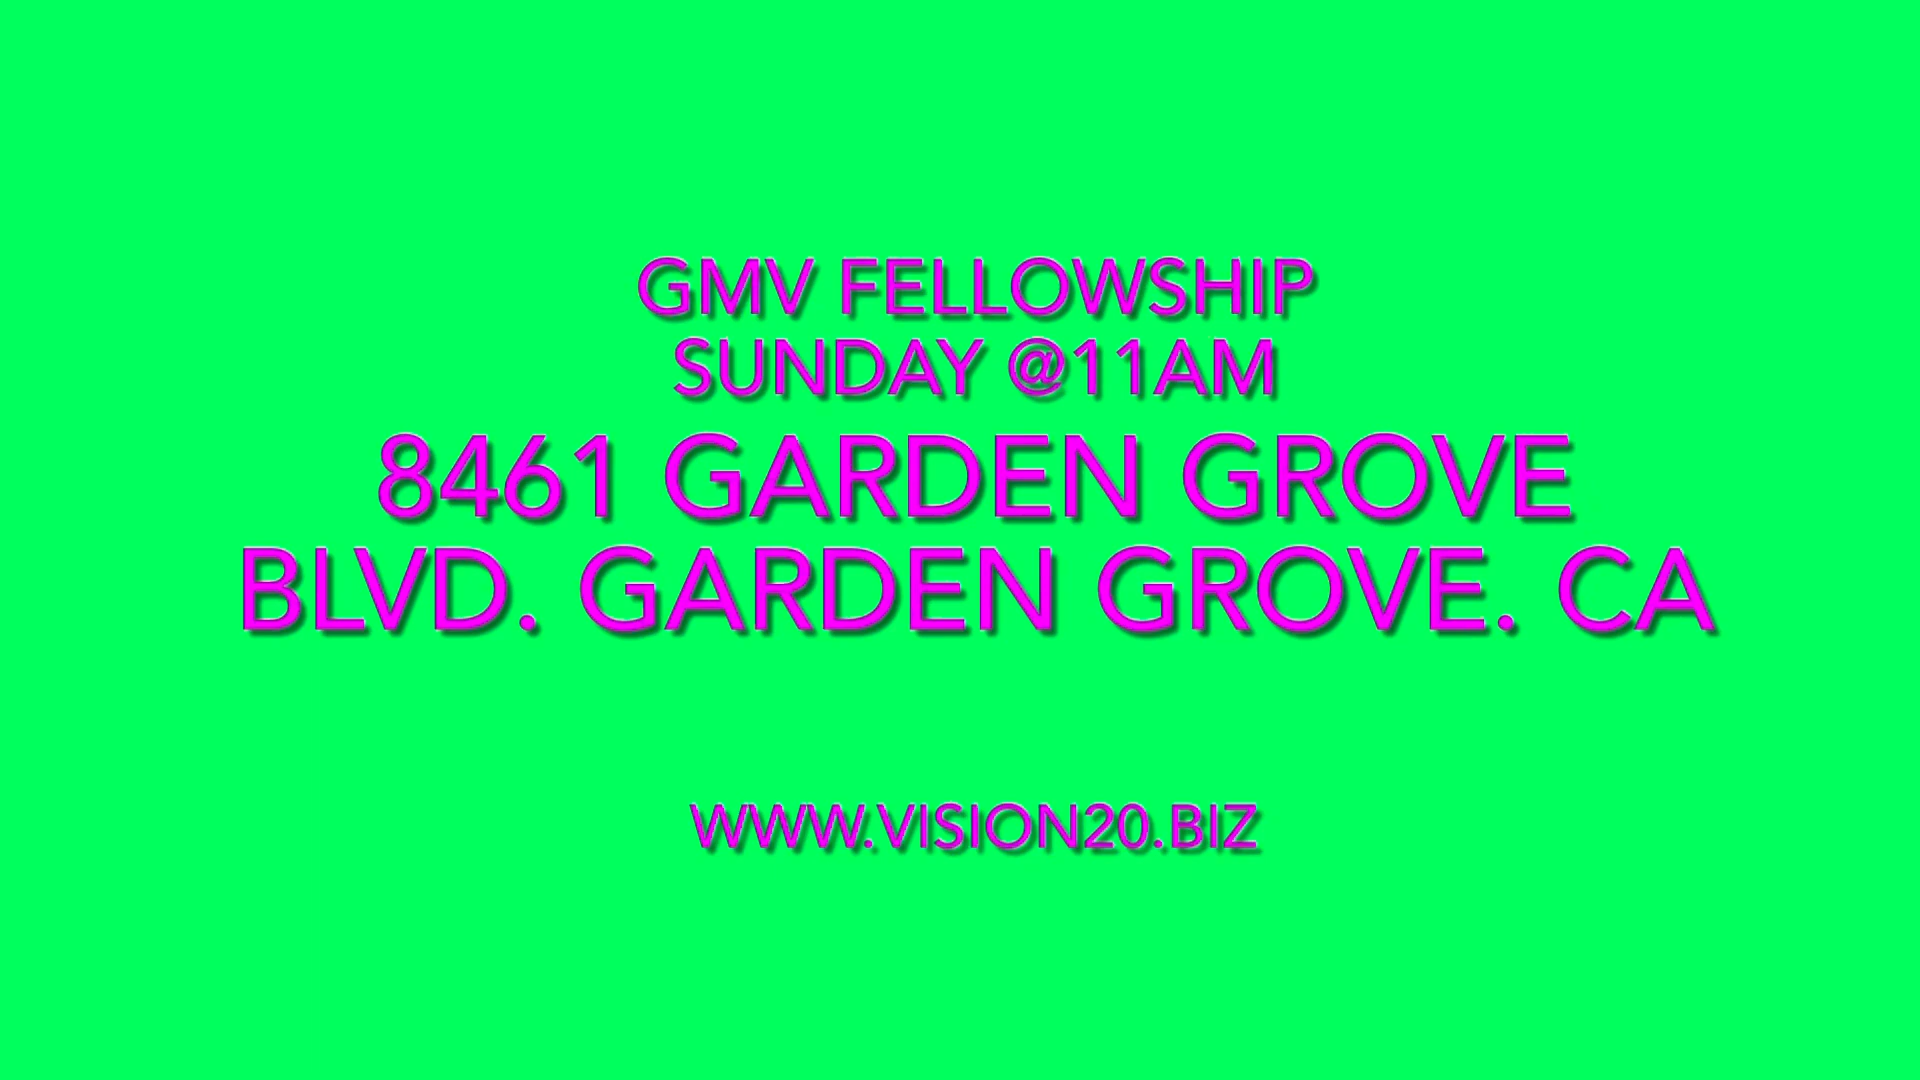 GMV FELLOWSHIP
SUNDAY @11AM
8461 GARDEN GROVE
BLVD. GARDEN GROVE. CA
WWW.VISION20.BIZ